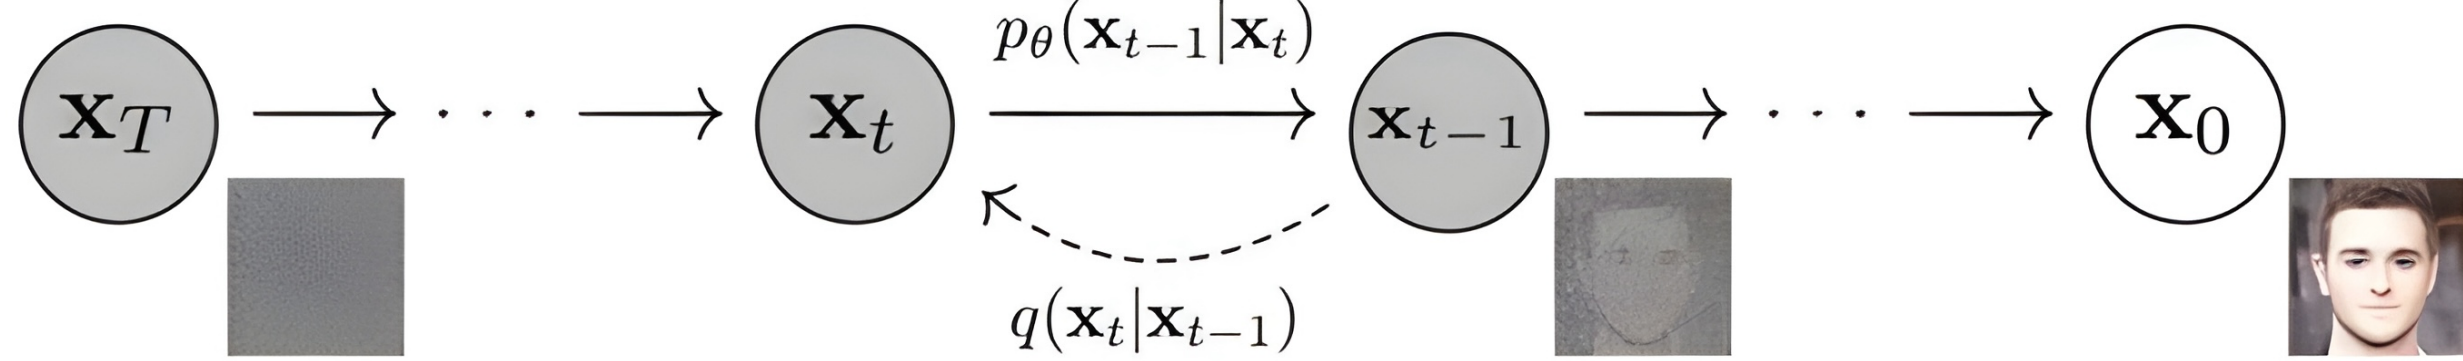 p_θ(x_{t−1}|x_t)
x_T → · · · → x_t → x_{t−1} → · · · → x_0
q(x_t|x_{t−1})